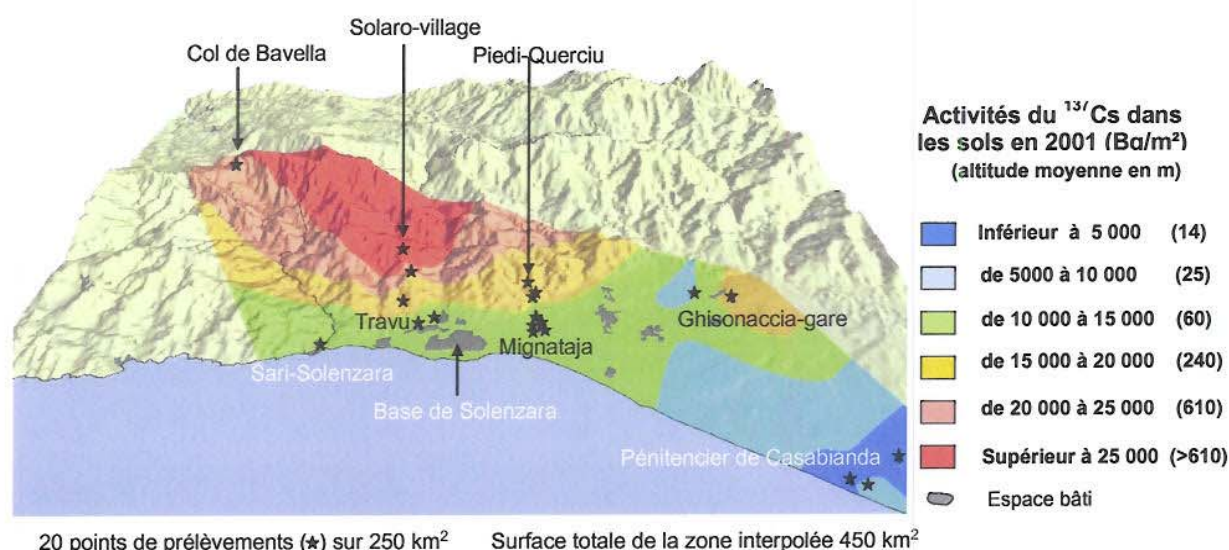 Solaro-village
Col de Bavella
Piedi-Querciu
Travu
Ghisonaccia-gare
Mignataja
Sari-Solenzara
Base de Solenzara
Pénitencier de Casabianda
Activités du ¹³⁷Cs dans
les sols en 2001 (Bq/m²)
(altitude moyenne en m)
Inférieur à 5 000 (14)
de 5000 à 10 000 (25)
de 10 000 à 15 000 (60)
de 15 000 à 20 000 (240)
de 20 000 à 25 000 (610)
Supérieur à 25 000 (>610)
Espace bâti
20 points de prélèvements (★) sur 250 km² Surface totale de la zone interpolée 450 km²